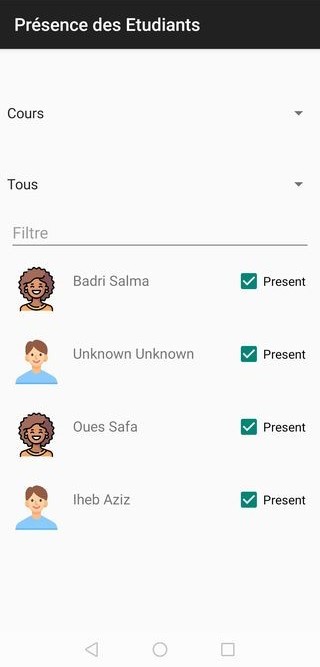 Présence des Etudiants
Cours
Tous
Filtre
Badri Salma
Present
Unknown Unknown
Present
Oues Safa
Present
Iheb Aziz
Present